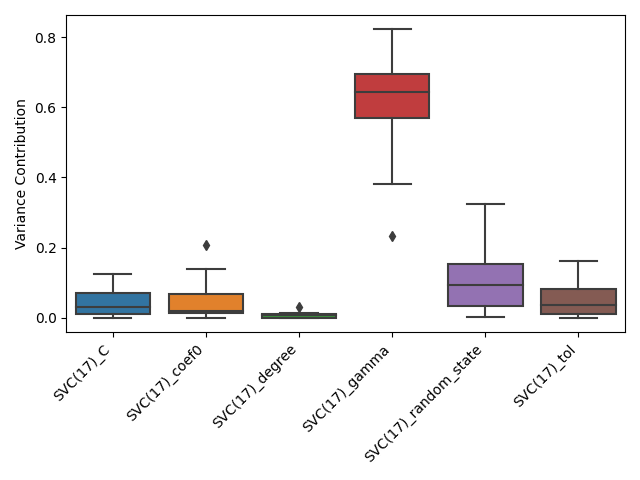 0.8
0.6
0.4
0.2
0.0
Variance Contribution
SVC(17)_C
SVC(17)_coef0
SVC(17)_degree
SVC(17)_gamma
SVC(17)_random_state
SVC(17)_tol